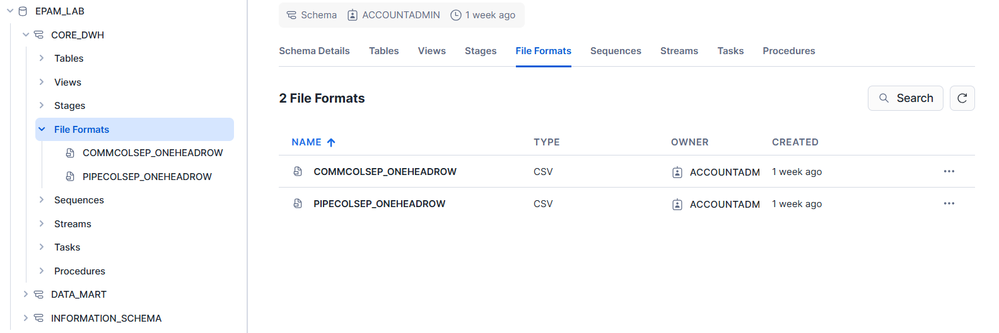 EPAM_LAB
CORE_DWH
Tables
Views
Stages
File Formats
COMMCOLSEP_ONEHEADROW
PIPECOLSEP_ONEHEADROW
Sequences
Streams
Tasks
Procedures
DATA_MART
INFORMATION_SCHEMA
Schema ACCOUNTADMIN 1 week ago
Schema Details Tables Views Stages File Formats Sequences Streams Tasks Procedures
2 File Formats Search
NAME TYPE OWNER CREATED
COMMCOLSEP_ONEHEADROW CSV ACCOUNTADM 1 week ago
PIPECOLSEP_ONEHEADROW CSV ACCOUNTADM 1 week ago